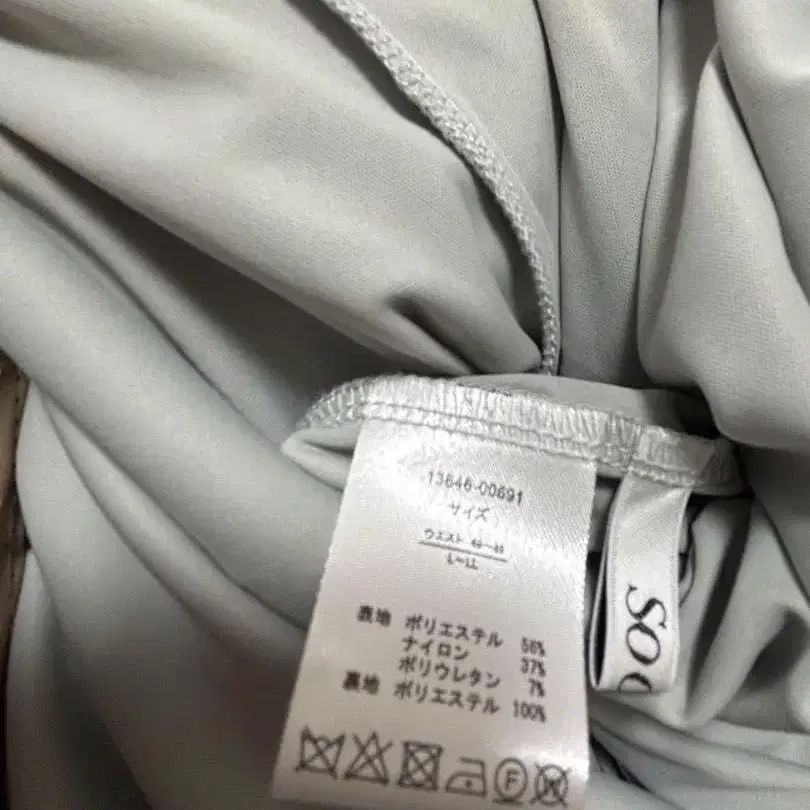 13646-00691
サイズ
ウエスト
L~LL
表地 ポリエステル 56%
ナイロン 37%
ポリウレタン 7%
裏地 ポリエステル 100%
F
so